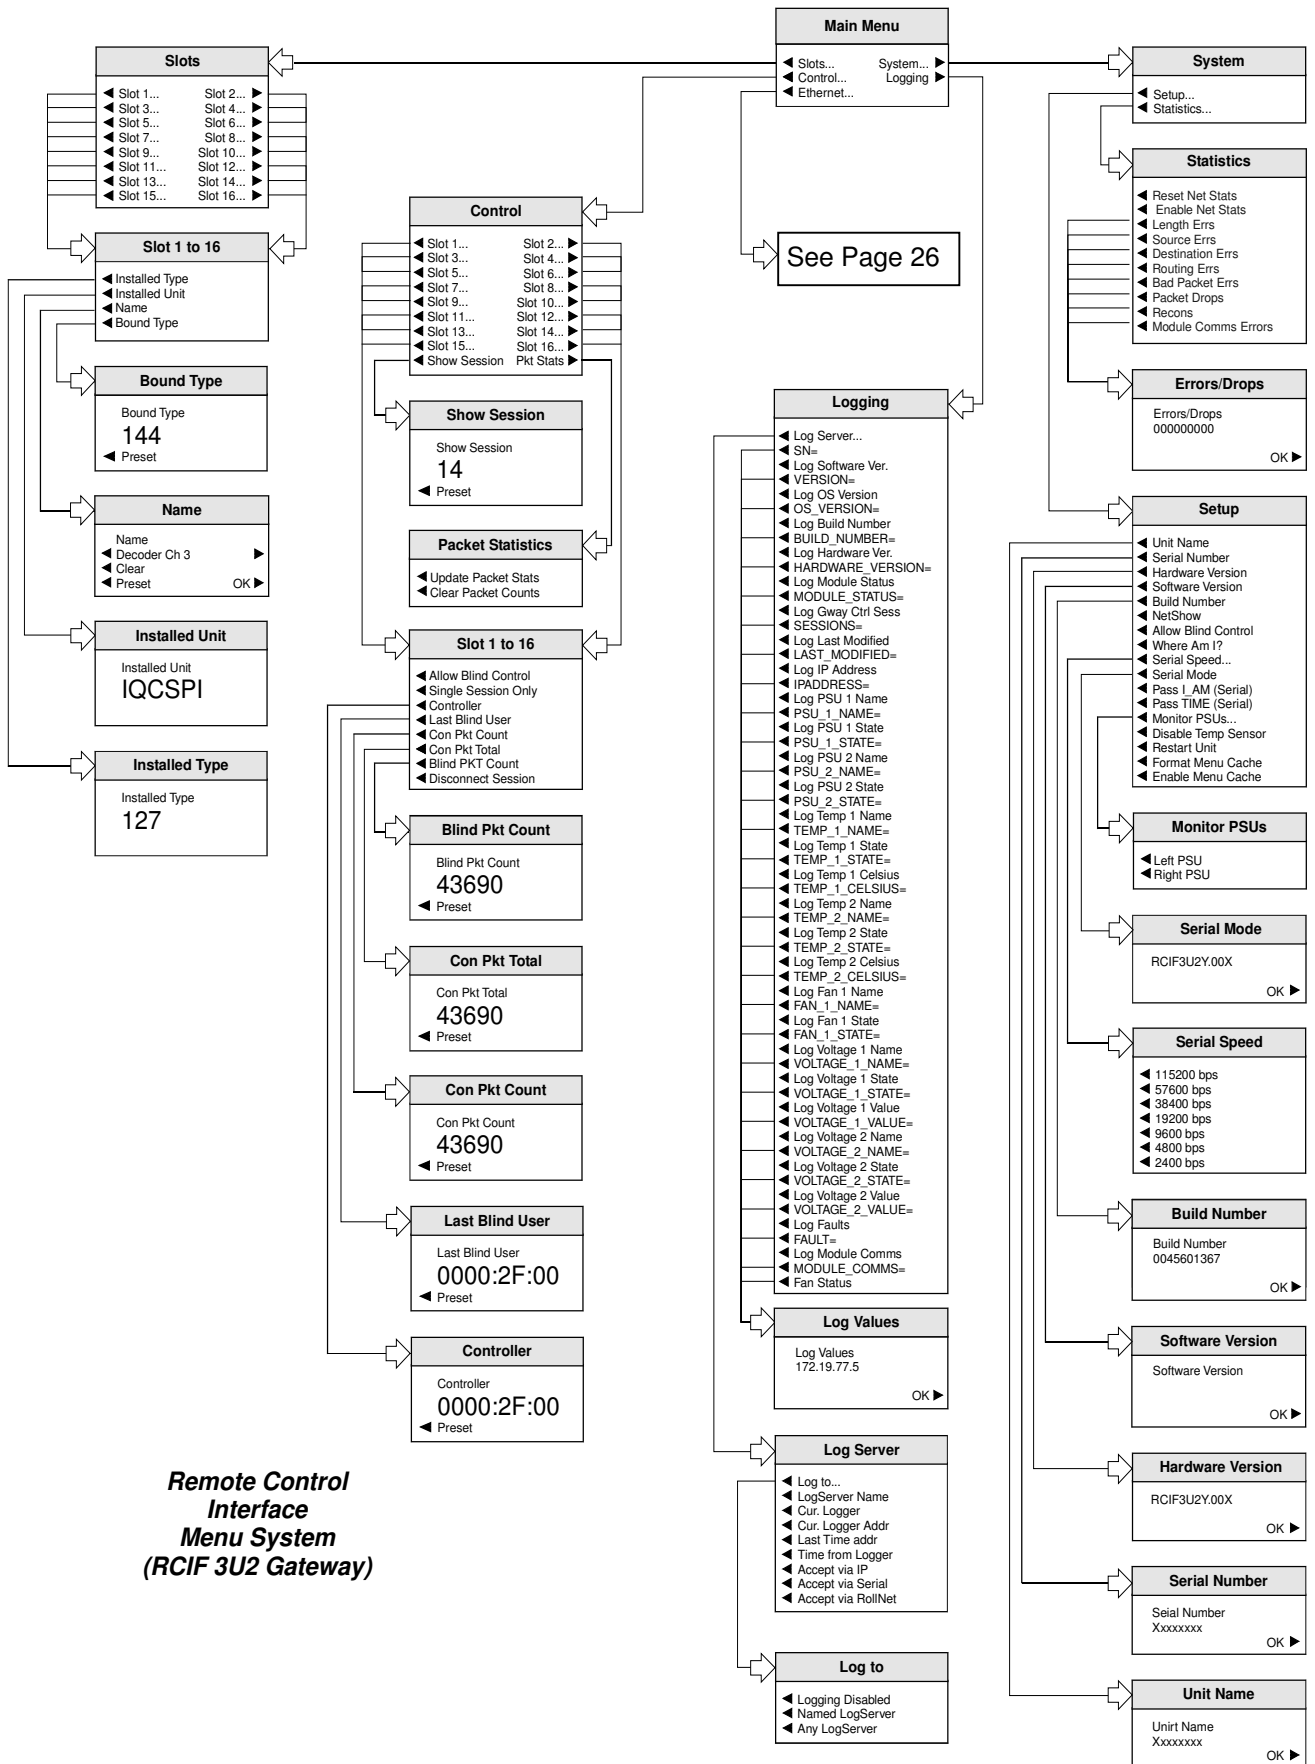 Main Menu
Slots... System...
Control... Logging
Ethernet...
Slots
Slot 1... Slot 2...
Slot 3... Slot 4...
Slot 5... Slot 6...
Slot 7... Slot 8...
Slot 9... Slot 10...
Slot 11... Slot 12...
Slot 13... Slot 14...
Slot 15... Slot 16...
Slot 1 to 16
Installed Type
Installed Unit
Name
Bound Type
Bound Type
Bound Type
144
Preset
Name
Name
Decoder Ch 3
Clear
Preset OK
Installed Unit
Installed Unit
IQCSPI
Installed Type
Installed Type
127
Control
Slot 1... Slot 2...
Slot 3... Slot 4...
Slot 5... Slot 6...
Slot 7... Slot 8...
Slot 9... Slot 10...
Slot 11... Slot 12...
Slot 13... Slot 14...
Slot 15... Slot 16...
Show Session Pkt Stats
Show Session
Show Session
14
Preset
Packet Statistics
Update Packet Stats
Clear Packet Counts
Slot 1 to 16
Allow Blind Control
Single Session Only
Controller
Last Blind User
Con Pkt Count
Con Pkt Total
Blind PKT Count
Disconnect Session
Blind Pkt Count
Blind Pkt Count
43690
Preset
Con Pkt Total
Con Pkt Total
43690
Preset
Con Pkt Count
Con Pkt Count
43690
Preset
Last Blind User
Last Blind User
0000:2F:00
Preset
Controller
Controller
0000:2F:00
Preset
See Page 26
Logging
Log Server...
SN=
Log Software Ver.
VERSION=
Log OS Version
OS_VERSION=
Log Build Number
BUILD_NUMBER=
Log Hardware Ver.
HARDWARE_VERSION=
Log Module Status
MODULE_STATUS=
Log Gway Ctrl Sess
SESSIONS=
Log Last Modified
LAST_MODIFIED=
Log IP Address
IPADDRESS=
Log PSU 1 Name
PSU_1_NAME=
Log PSU 1 State
PSU_1_STATE=
Log PSU 2 Name
PSU_2_NAME=
Log PSU 2 State
PSU_2_STATE=
Log Temp 1 Name
TEMP_1_NAME=
Log Temp 1 State
TEMP_1_STATE=
Log Temp 1 Celsius
TEMP_1_CELSIUS=
Log Temp 2 Name
TEMP_2_NAME=
Log Temp 2 State
TEMP_2_STATE=
Log Temp 2 Celsius
TEMP_2_CELSIUS=
Log Fan 1 Name
FAN_1_NAME=
Log Fan 1 State
FAN_1_STATE=
Log Voltage 1 Name
VOLTAGE_1_NAME=
Log Voltage 1 State
VOLTAGE_1_STATE=
Log Voltage 1 Value
VOLTAGE_1_VALUE=
Log Voltage 2 Name
VOLTAGE_2_NAME=
Log Voltage 2 State
VOLTAGE_2_STATE=
Log Voltage 2 Value
VOLTAGE_2_VALUE=
Log Faults
FAULT=
Log Module Comms
MODULE_COMMS=
Fan Status
Log Values
Log Values
172.19.77.5
OK
Log Server
Log to...
LogServer Name
Cur. Logger
Cur. Logger Addr
Last Time addr
Time from Logger
Accept via IP
Accept via Serial
Accept via RollNet
Log to
Logging Disabled
Named LogServer
Any LogServer
System
Setup...
Statistics...
Statistics
Reset Net Stats
Enable Net Stats
Length Errs
Source Errs
Destination Errs
Routing Errs
Bad Packet Errs
Packet Drops
Recons
Module Comms Errors
Errors/Drops
Errors/Drops
000000000
OK
Setup
Unit Name
Serial Number
Hardware Version
Software Version
Build Number
NetShow
Allow Blind Control
Where Am I?
Serial Speed...
Serial Mode
Pass I_AM (Serial)
Pass TIME (Serial)
Monitor PSUs...
Disable Temp Sensor
Restart Unit
Format Menu Cache
Enable Menu Cache
Monitor PSUs
Left PSU
Right PSU
Serial Mode
RCIF3U2Y.00X
OK
Serial Speed
115200 bps
57600 bps
38400 bps
19200 bps
9600 bps
4800 bps
2400 bps
Build Number
Build Number
0045601367
OK
Software Version
Software Version
OK
Hardware Version
RCIF3U2Y.00X
OK
Serial Number
Seial Number
Xxxxxxxx
OK
Unit Name
Unirt Name
Xxxxxxxx
OK
Remote Control
Interface
Menu System
(RCIF 3U2 Gateway)